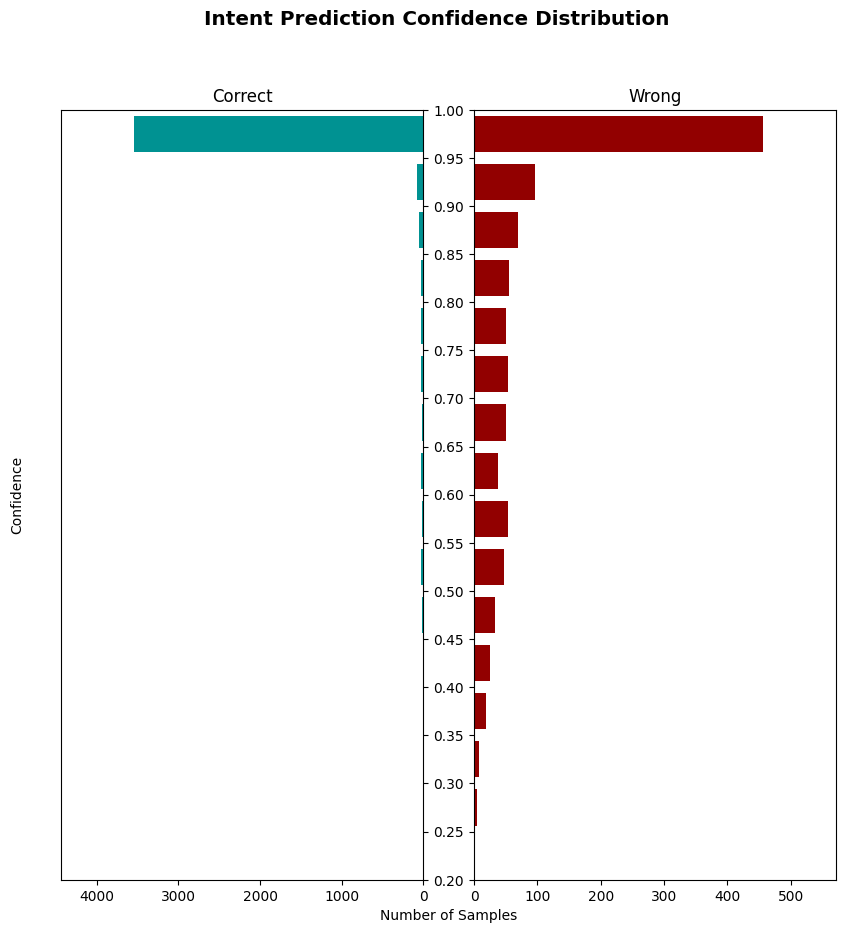 Intent Prediction Confidence Distribution
Correct
Wrong
1.00
0.95
0.90
0.85
0.80
0.75
0.70
0.65
0.60
0.55
0.50
0.45
0.40
0.35
0.30
0.25
0.20
Confidence
4000 3000 2000 1000 0
0 100 200 300 400 500
Number of Samples